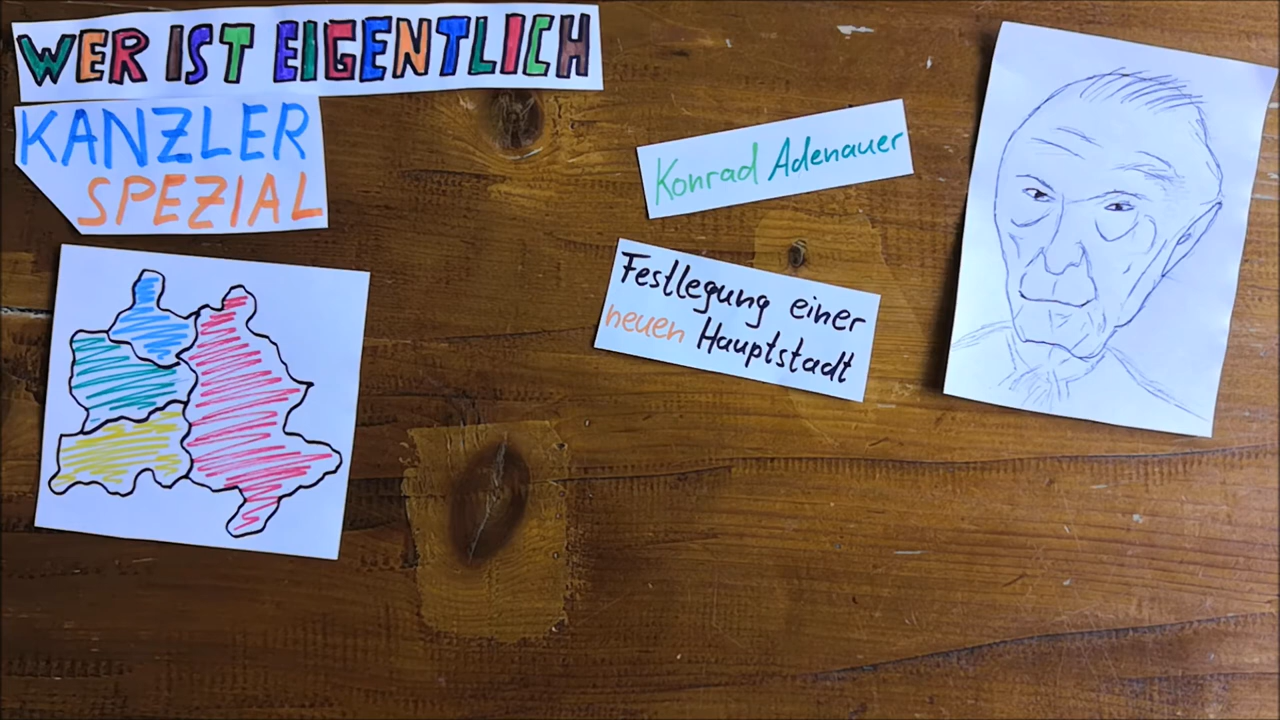 WER IST EIGENTLICH
KANZLER
SPEZIAL
Konrad Adenauer
Festlegung einer
neuen Hauptstadt